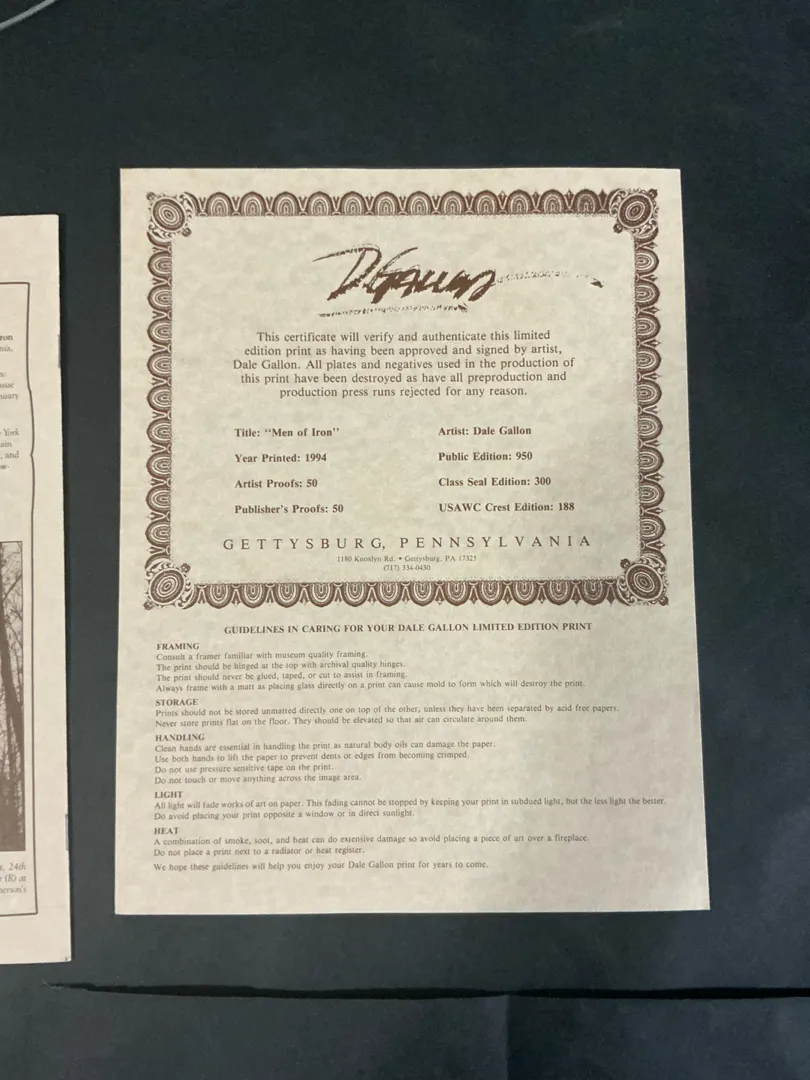 D Gallon
This certificate will verify and authenticate this limited
edition print as having been approved and signed by artist,
Dale Gallon. All plates and negatives used in the production of
this print have been destroyed as have all preproduction and
production press runs rejected for any reason.
Title: “Men of Iron”
Artist: Dale Gallon
Year Printed: 1994
Public Edition: 950
Artist Proofs: 50
Class Seal Edition: 300
Publisher's Proofs: 50
USAWC Crest Edition: 188
GETTYSBURG, PENNSYLVANIA
1180 Knoxlyn Rd. • Gettysburg, PA 17325
(717) 334-0430
GUIDELINES IN CARING FOR YOUR DALE GALLON LIMITED EDITION PRINT
FRAMING
Consult a framer familiar with museum quality framing.
The print should be hinged at the top with archival quality hinges.
The print should never be glued, taped, or cut to assist in framing.
Always frame with a matt as placing glass directly on a print can cause mold to form which will destroy the print.
STORAGE
Prints should not be stored unmatted directly one on top of the other, unless they have been separated by acid free papers.
Never store prints flat on the floor. They should be elevated so that air can circulate around them.
HANDLING
Clean hands are essential in handling the print as natural body oils can damage the paper.
Use both hands to lift the paper to prevent dents or edges from becoming crimped.
Do not use pressure sensitive tape on the print.
Do not touch or move anything across the image area.
LIGHT
All light will fade works of art on paper. This fading cannot be stopped by keeping your print in subdued light, but the less light the better.
Do avoid placing your print opposite a window or in direct sunlight.
HEAT
A combination of smoke, soot, and heat can do extensive damage so avoid placing a piece of art over a fireplace.
Do not place a print next to a radiator or heat register.
We hope these guidelines will help you enjoy your Dale Gallon print for years to come.
York
, and
, 24th
(R) at